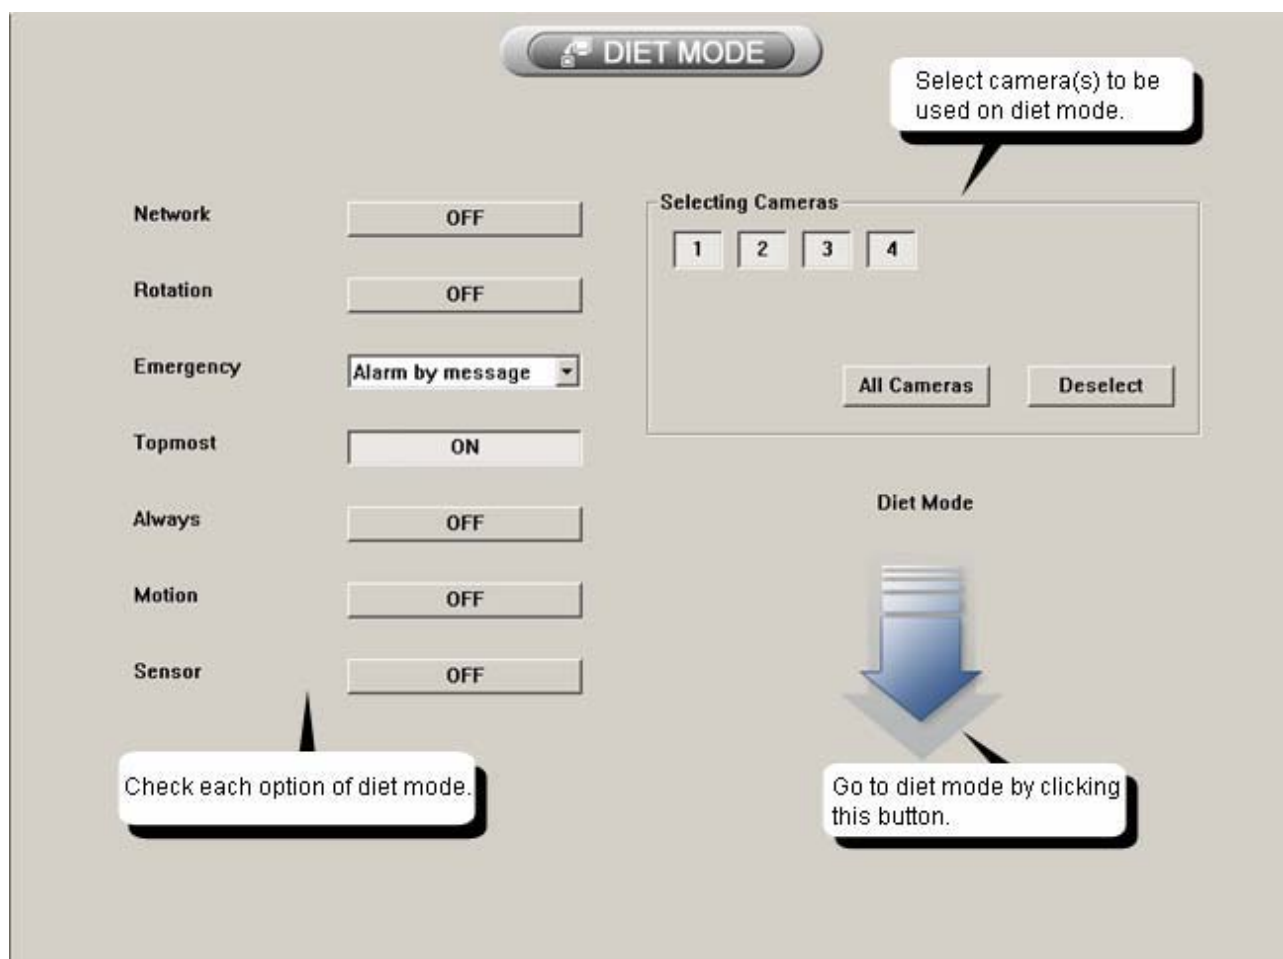 DIET MODE
Select camera(s) to be
used on diet mode.
Network OFF
Rotation OFF
Emergency Alarm by message
Topmost ON
Always OFF
Motion OFF
Sensor OFF
Check each option of diet mode.
Selecting Cameras
1 2 3 4
All Cameras Deselect
Diet Mode
Go to diet mode by clicking
this button.